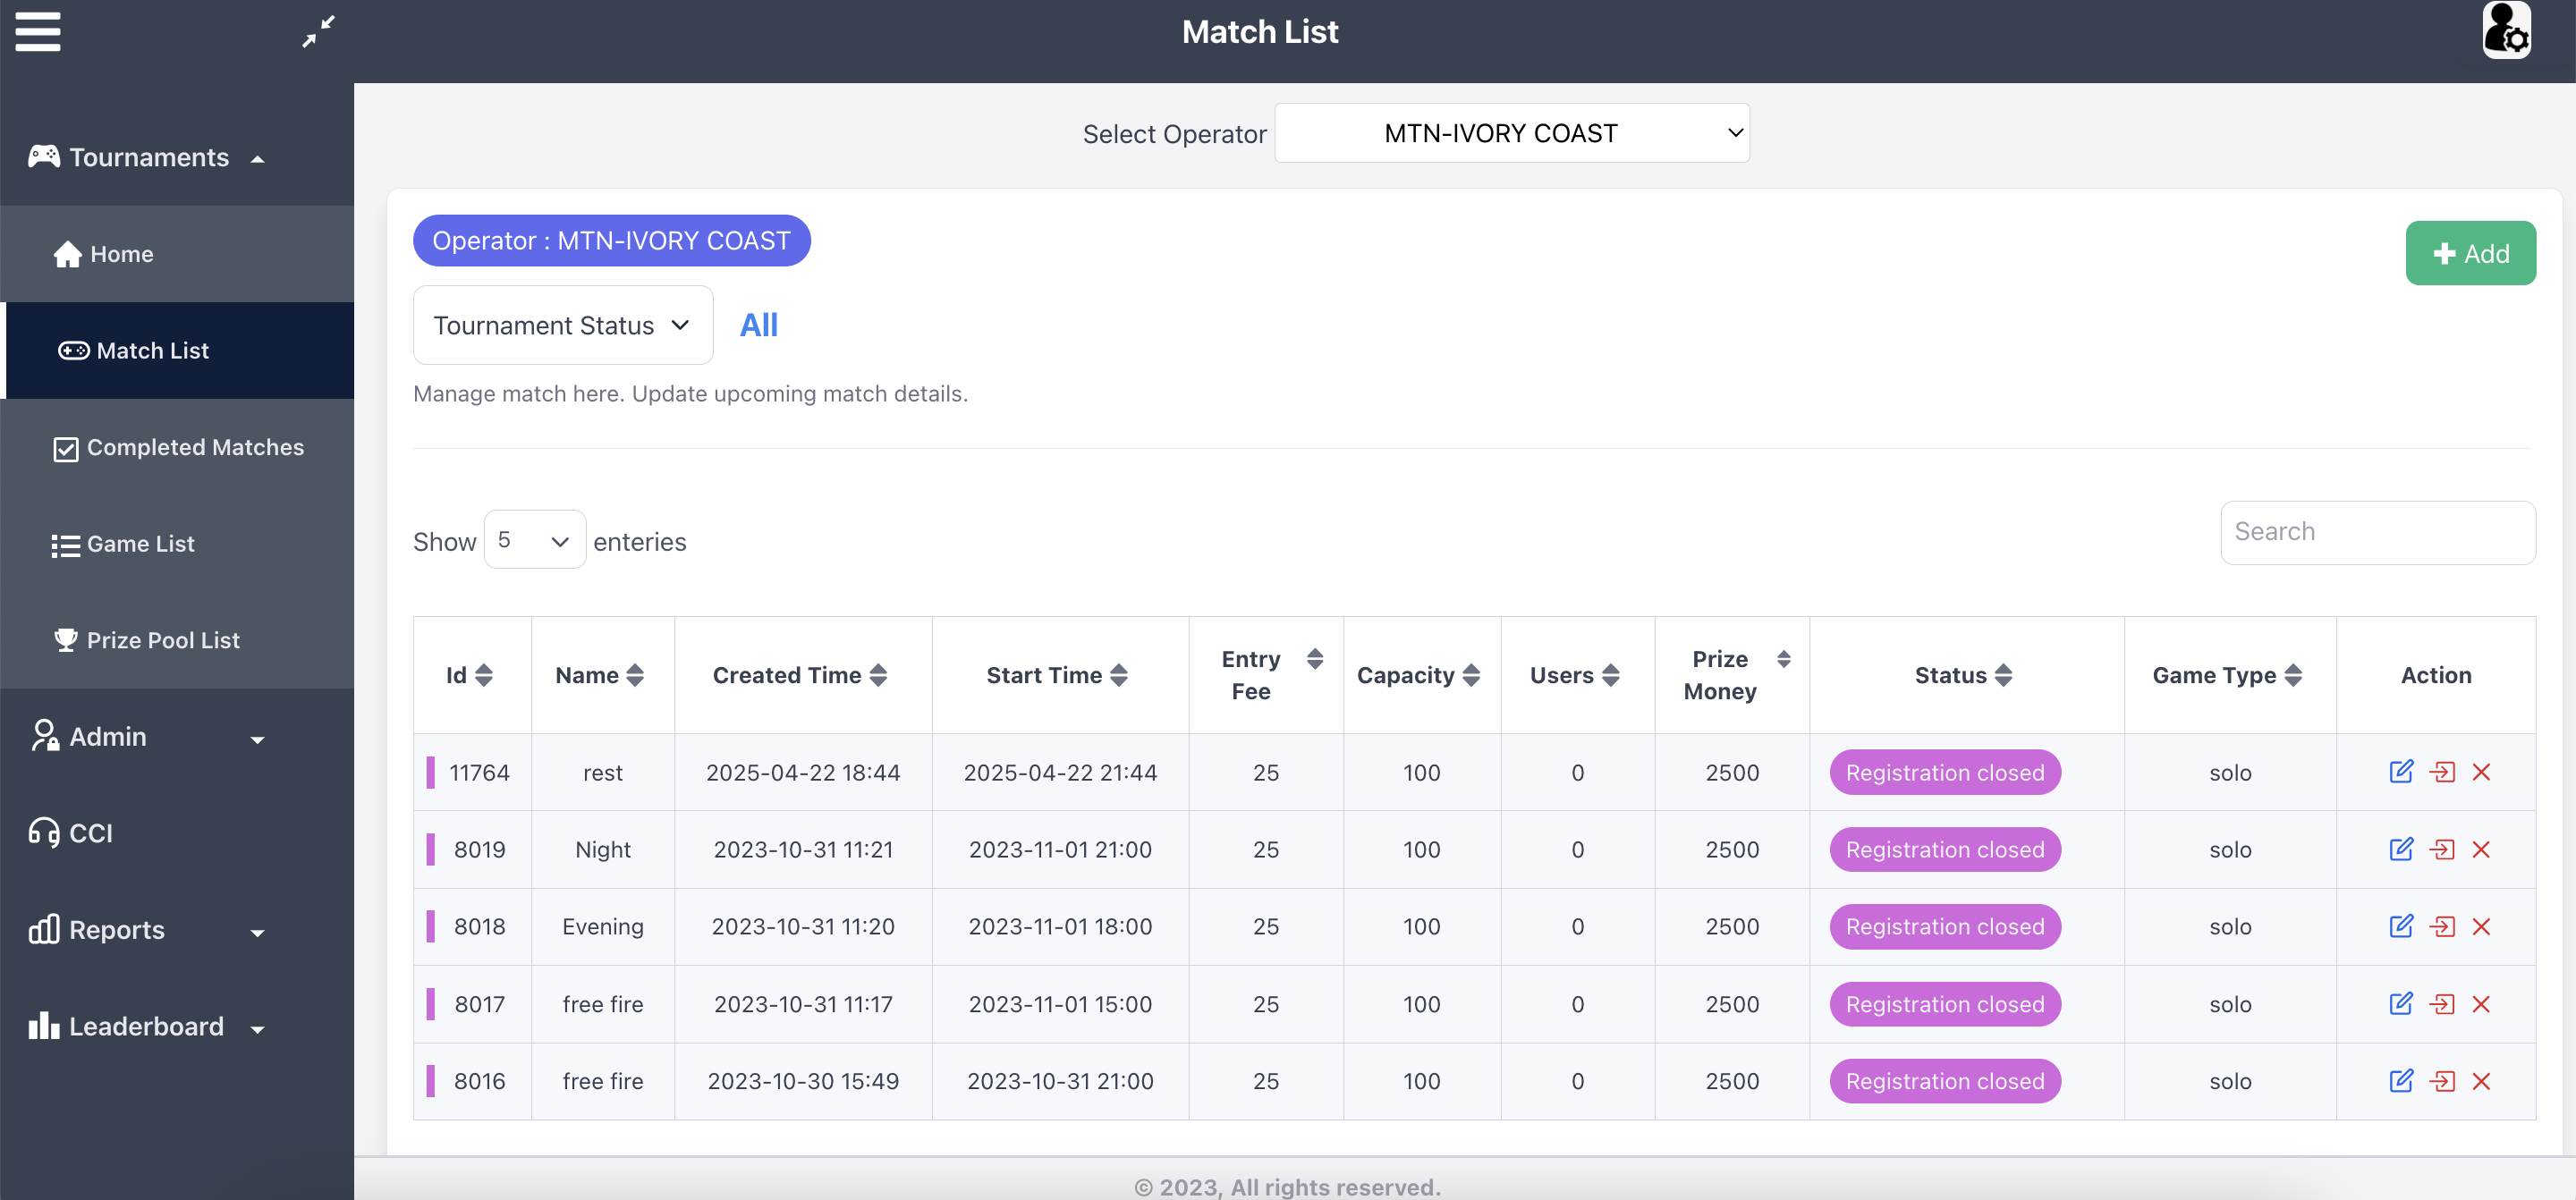 Match List
Tournaments
Home
Match List
Completed Matches
Game List
Prize Pool List
Admin
CCI
Reports
Leaderboard
Select Operator MTN-IVORY COAST
Operator : MTN-IVORY COAST
Add
Tournament Status All
Manage match here. Update upcoming match details.
Show 5 enteries
Search
Id Name Created Time Start Time Entry Fee Capacity Users Prize Money Status Game Type Action
11764 rest 2025-04-22 18:44 2025-04-22 21:44 25 100 0 2500 Registration closed solo
8019 Night 2023-10-31 11:21 2023-11-01 21:00 25 100 0 2500 Registration closed solo
8018 Evening 2023-10-31 11:20 2023-11-01 18:00 25 100 0 2500 Registration closed solo
8017 free fire 2023-10-31 11:17 2023-11-01 15:00 25 100 0 2500 Registration closed solo
8016 free fire 2023-10-30 15:49 2023-10-31 21:00 25 100 0 2500 Registration closed solo
© 2023, All rights reserved.